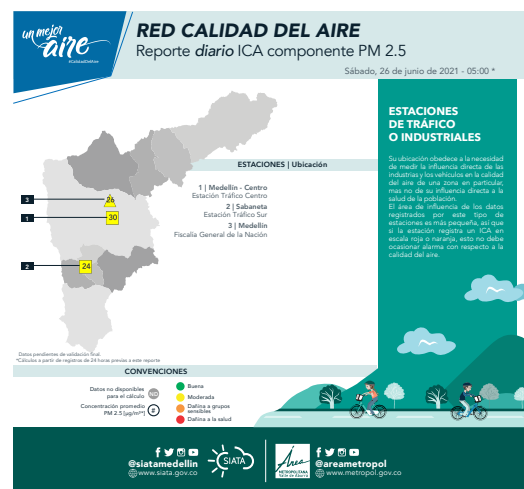 un mejor
aire
#CalidadDelAire
RED CALIDAD DEL AIRE
Reporte diario ICA componente PM 2.5
Sábado, 26 de junio de 2021 - 05:00 *
ESTACIONES | Ubicación
1 | Medellín - Centro
Estación Tráfico Centro
2 | Sabaneta
Estación Tráfico Sur
3 | Medellín
Fiscalía General de la Nación
3
26
1
30
2
24
ESTACIONES
DE TRÁFICO
O INDUSTRIALES
Su ubicación obedece a la necesidad
de medir la influencia directa de las
industrias y los vehículos en la calidad
del aire de una zona en particular,
mas no de su influencia directa a la
salud de la población.
El área de influencia de los datos
registrados por este tipo de
estaciones es más pequeña, así que
si la estación registra un ICA en
escala roja o naranja, esto no debe
ocasionar alarma con respecto a la
calidad del aire.
Datos pendientes de validación final.
*Cálculos a partir de registros de 24 horas previas a este reporte
CONVENCIONES
Datos no disponibles
para el cálculo
ND
Concentración promedio
PM 2.5 (µg/m³)
#
Buena
Moderada
Dañina a grupos
sensibles
Dañina a la salud
@siatamedellin
www.siata.gov.co
SIATA
Área
METROPOLITANA
Valle de Aburrá
@areametropol
www.metropol.gov.co